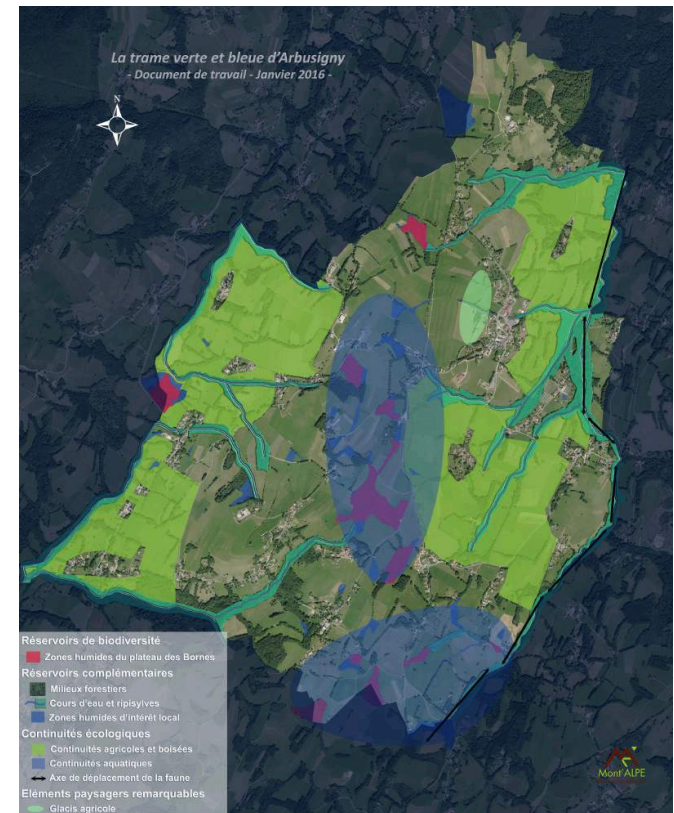 La trame verte et bleue d'Arbusigny
- Document de travail - Janvier 2016 -
N
Réservoirs de biodiversité
Zones humides du plateau des Bornes
Réservoirs complémentaires
Milieux forestiers
Cours d'eau et ripisylves
Zones humides d'intérêt local
Continuités écologiques
Continuités agricoles et boisées
Continuités aquatiques
Axe de déplacement de la faune
Eléments paysagers remarquables
Glacis agricole
Mont'ALPE